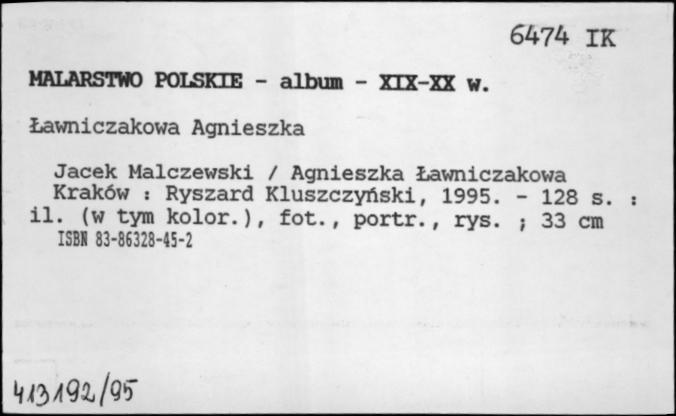 6474 IK
MALARSTWO POLSKIE - album - XIX-XX w.
Ławniczakowa Agnieszka
Jacek Malczewski / Agnieszka Ławniczakowa
Kraków : Ryszard Kluszczyński, 1995. - 128 s. :
il. (w tym kolor.), fot., portr., rys. ; 33 cm
ISBN 83-86328-45-2
413192/95